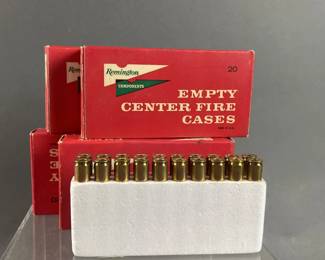 Remington
COMPONENTS
20
EMPTY
CENTER FIRE
CASES